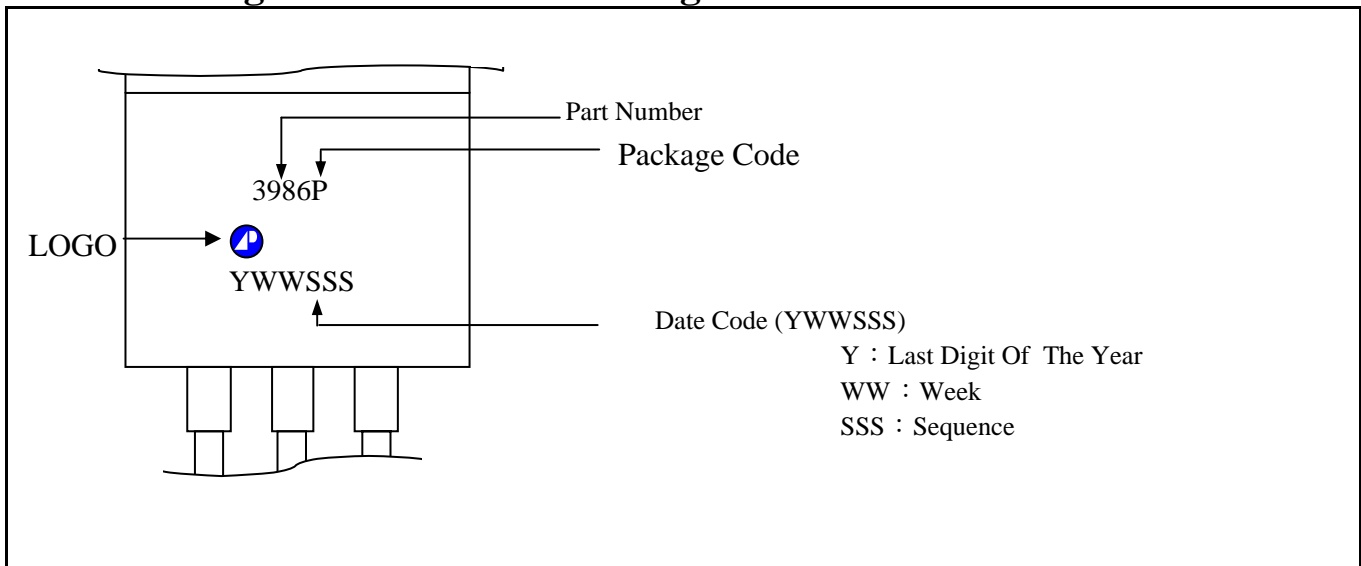 Part Number
Package Code
3986P
LOGO
YWWSSS
Date Code (YWWSSS)
Y：Last Digit Of The Year
WW：Week
SSS：Sequence